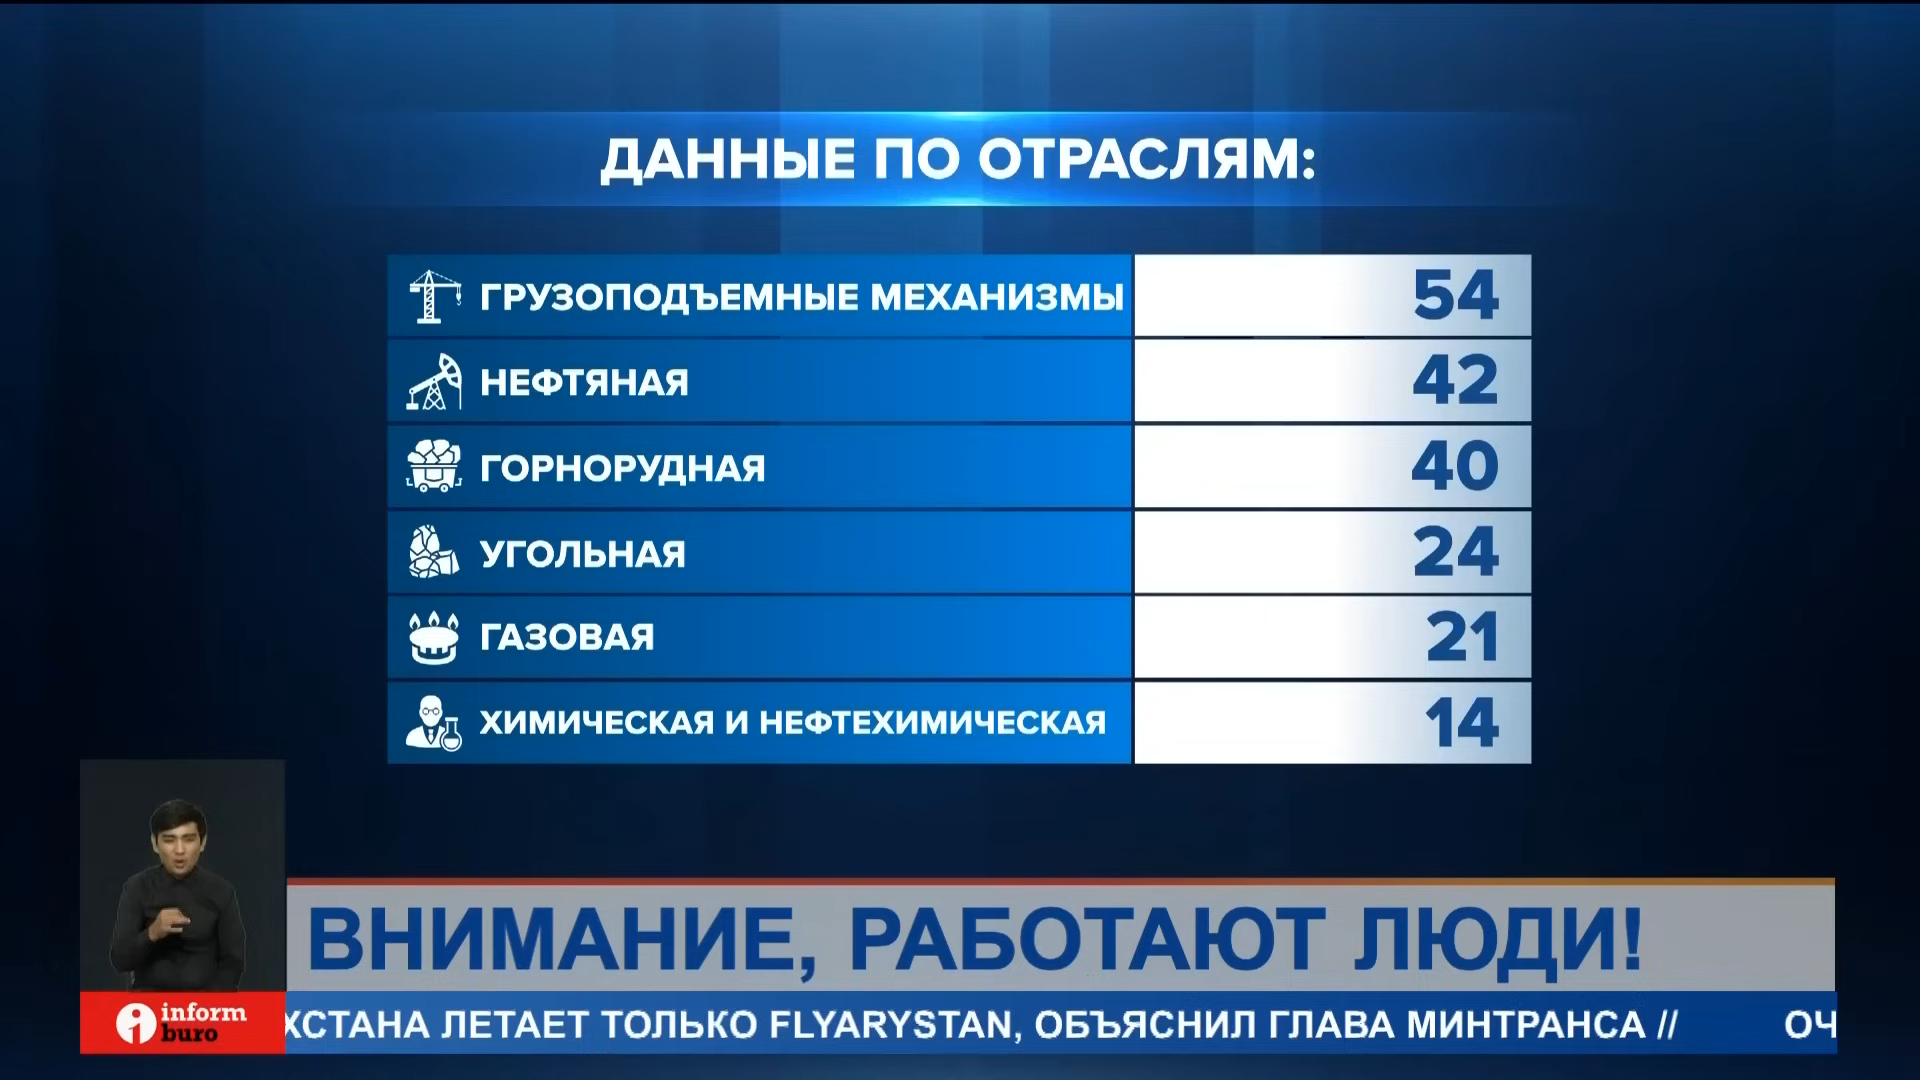 ДАННЫЕ ПО ОТРАСЛЯМ:
ГРУЗОПОДЪЕМНЫЕ МЕХАНИЗМЫ 54
НЕФТЯНАЯ 42
ГОРНОРУДНАЯ 40
УГОЛЬНАЯ 24
ГАЗОВАЯ 21
ХИМИЧЕСКАЯ И НЕФТЕХИМИЧЕСКАЯ 14
ВНИМАНИЕ, РАБОТАЮТ ЛЮДИ!
inform
buro
ХСТАНА ЛЕТАЕТ ТОЛЬКО FLYARYSTAN, ОБЪЯСНИЛ ГЛАВА МИНТРАНСА // ОЧ